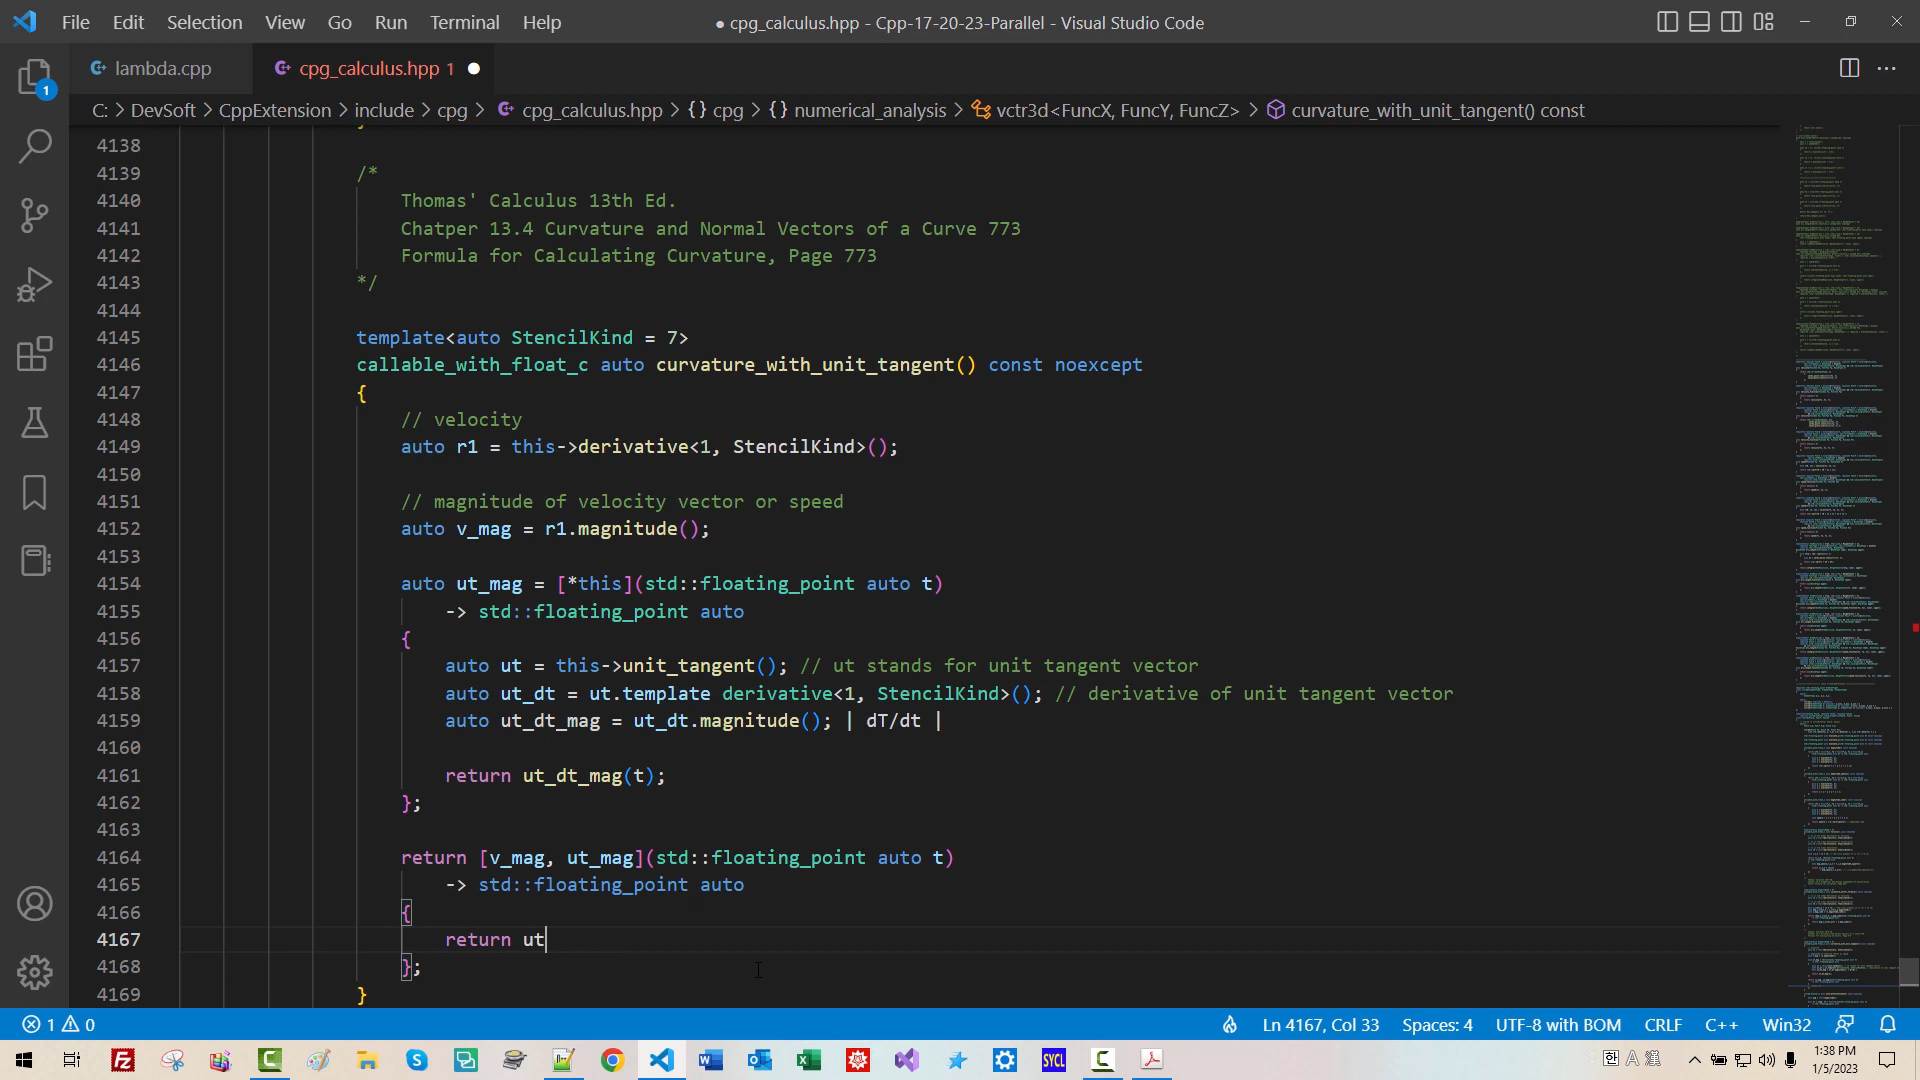 File Edit Selection View Go Run Terminal Help ● cpg_calculus.hpp - Cpp-17-20-23-Parallel - Visual Studio Code
lambda.cpp cpg_calculus.hpp 1
C: > DevSoft > CppExtension > include > cpg > cpg_calculus.hpp > {} cpg > {} numerical_analysis > vctr3d<FuncX, FuncY, FuncZ> > curvature_with_unit_tangent() const
1
4138
4139 /*
4140 Thomas' Calculus 13th Ed.
4141 Chatper 13.4 Curvature and Normal Vectors of a Curve 773
4142 Formula for Calculating Curvature, Page 773
4143 */
4144
4145 template<auto StencilKind = 7>
4146 callable_with_float_c auto curvature_with_unit_tangent() const noexcept
4147 {
4148 // velocity
4149 auto r1 = this->derivative<1, StencilKind>();
4150
4151 // magnitude of velocity vector or speed
4152 auto v_mag = r1.magnitude();
4153
4154 auto ut_mag = [*this](std::floating_point auto t)
4155 -> std::floating_point auto
4156 {
4157 auto ut = this->unit_tangent(); // ut stands for unit tangent vector
4158 auto ut_dt = ut.template derivative<1, StencilKind>(); // derivative of unit tangent vector
4159 auto ut_dt_mag = ut_dt.magnitude(); | dT/dt |
4160
4161 return ut_dt_mag(t);
4162 };
4163
4164 return [v_mag, ut_mag](std::floating_point auto t)
4165 -> std::floating_point auto
4166 {
4167 return ut
4168 };
4169 }
1 0 Ln 4167, Col 33 Spaces: 4 UTF-8 with BOM CRLF C++ Win32
SYCL 한 A 漢 1:38 PM
1/5/2023